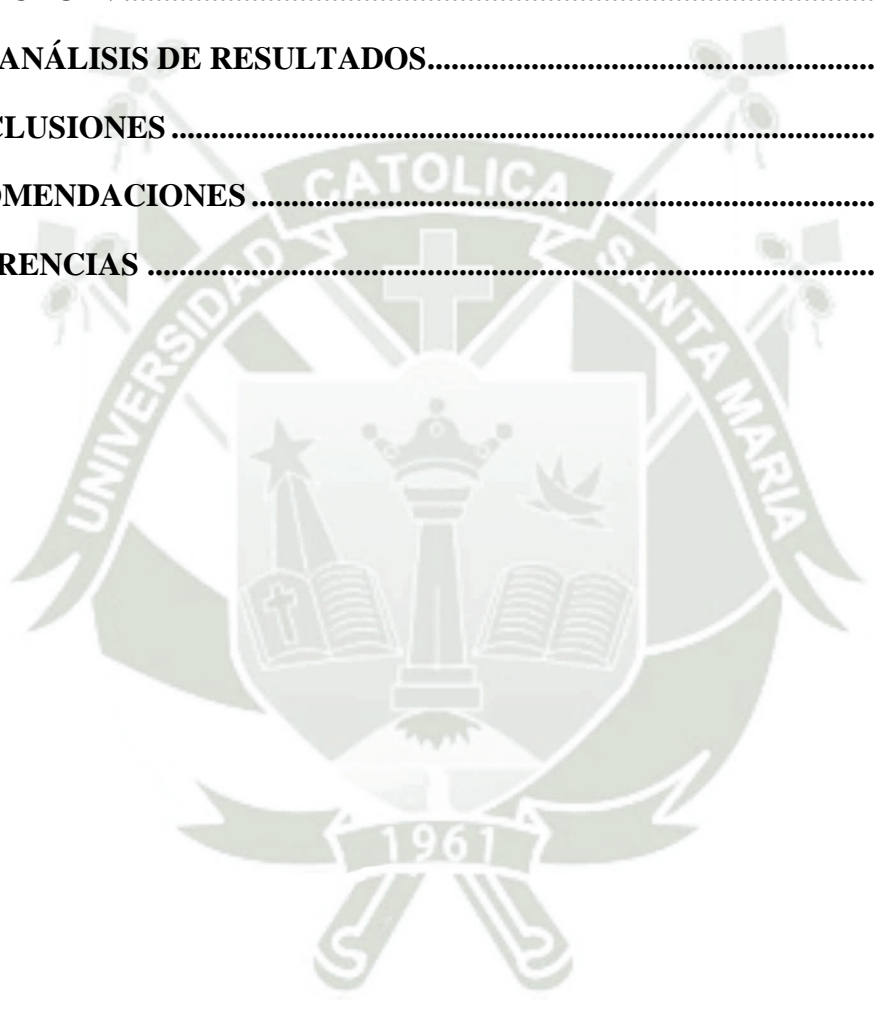 ANÁLISIS DE RESULTADOS
CLUSIONES
OMENDACIONES
RENCIAS
UNIVERSIDAD CATOLICA SANTA MARIA
1961